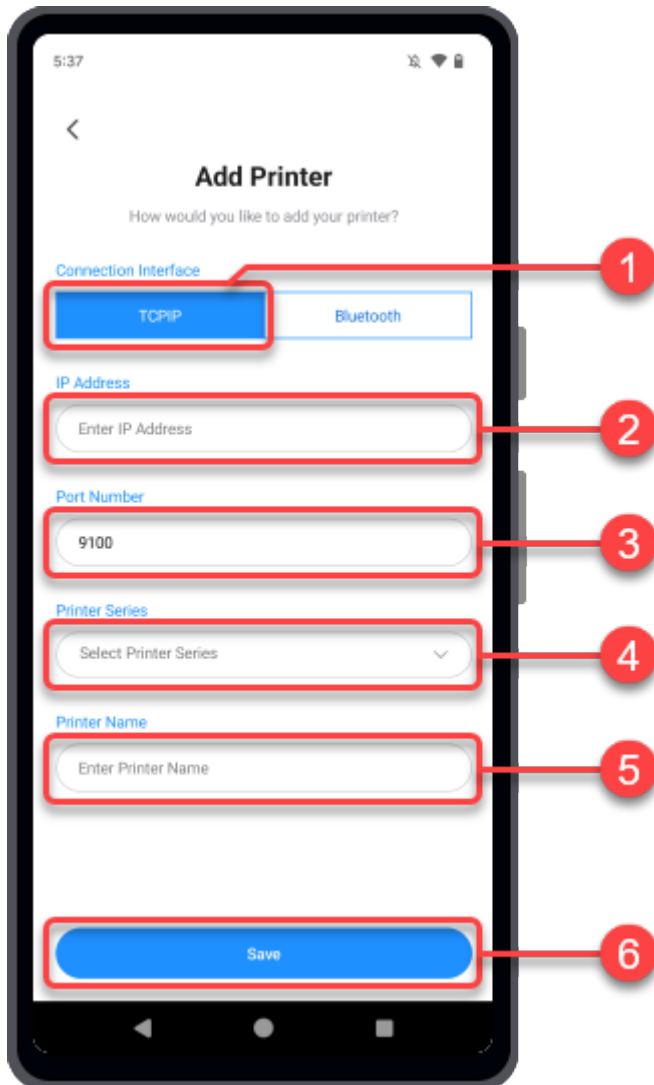 5:37
Add Printer
How would you like to add your printer?
Connection Interface
1
TCPIP
Bluetooth
IP Address
Enter IP Address
2
Port Number
9100
3
Printer Series
Select Printer Series
4
Printer Name
Enter Printer Name
5
Save
6